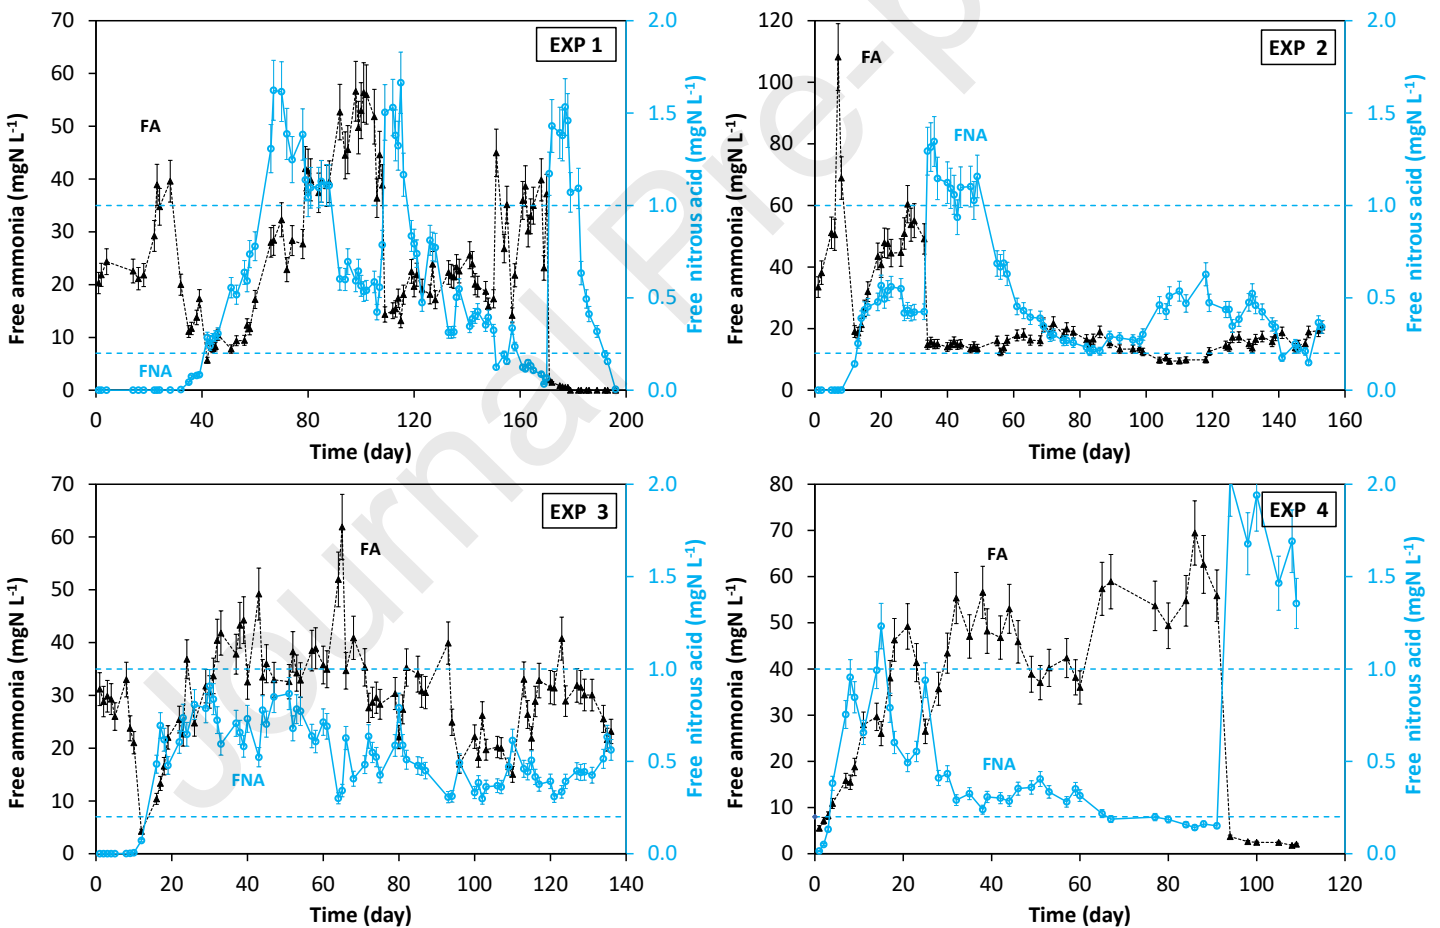 EXP 1
FA
FNA
Free ammonia (mgN L-1)
70
60
50
40
30
20
10
0
2.0
1.5
1.0
0.5
0.0
Free nitrous acid (mgN L-1)
0 40 80 120 160 200
Time (day)
EXP 2
FA
FNA
Free ammonia (mgN L-1)
120
100
80
60
40
20
0
2.0
1.5
1.0
0.5
0.0
Free nitrous acid (mgN L-1)
0 20 40 60 80 100 120 140 160
Time (day)
EXP 3
FA
FNA
Free ammonia (mgN L-1)
70
60
50
40
30
20
10
0
2.0
1.5
1.0
0.5
0.0
Free nitrous acid (mgN L-1)
0 20 40 60 80 100 120 140
Time (day)
EXP 4
FA
FNA
Free ammonia (mgN L-1)
80
70
60
50
40
30
20
10
0
2.0
1.5
1.0
0.5
0.0
Free nitrous acid (mgN L-1)
0 20 40 60 80 100 120
Time (day)
Journal Pre-p